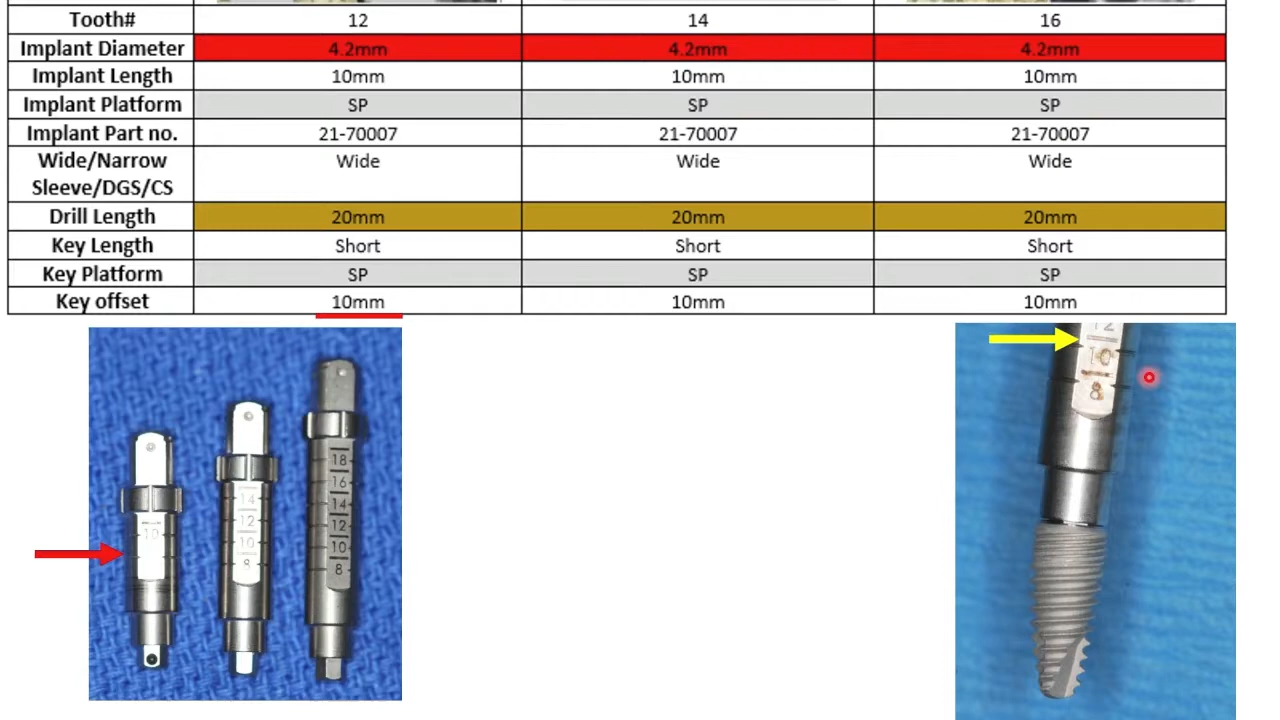 Tooth# 12 14 16
Implant Diameter 4.2mm 4.2mm 4.2mm
Implant Length 10mm 10mm 10mm
Implant Platform SP SP SP
Implant Part no. 21-70007 21-70007 21-70007
Wide/Narrow Wide Wide Wide
Sleeve/DGS/CS
Drill Length 20mm 20mm 20mm
Key Length Short Short Short
Key Platform SP SP SP
Key offset 10mm 10mm 10mm
10
14
12
10
8
18
16
14
12
10
8
12
10
8